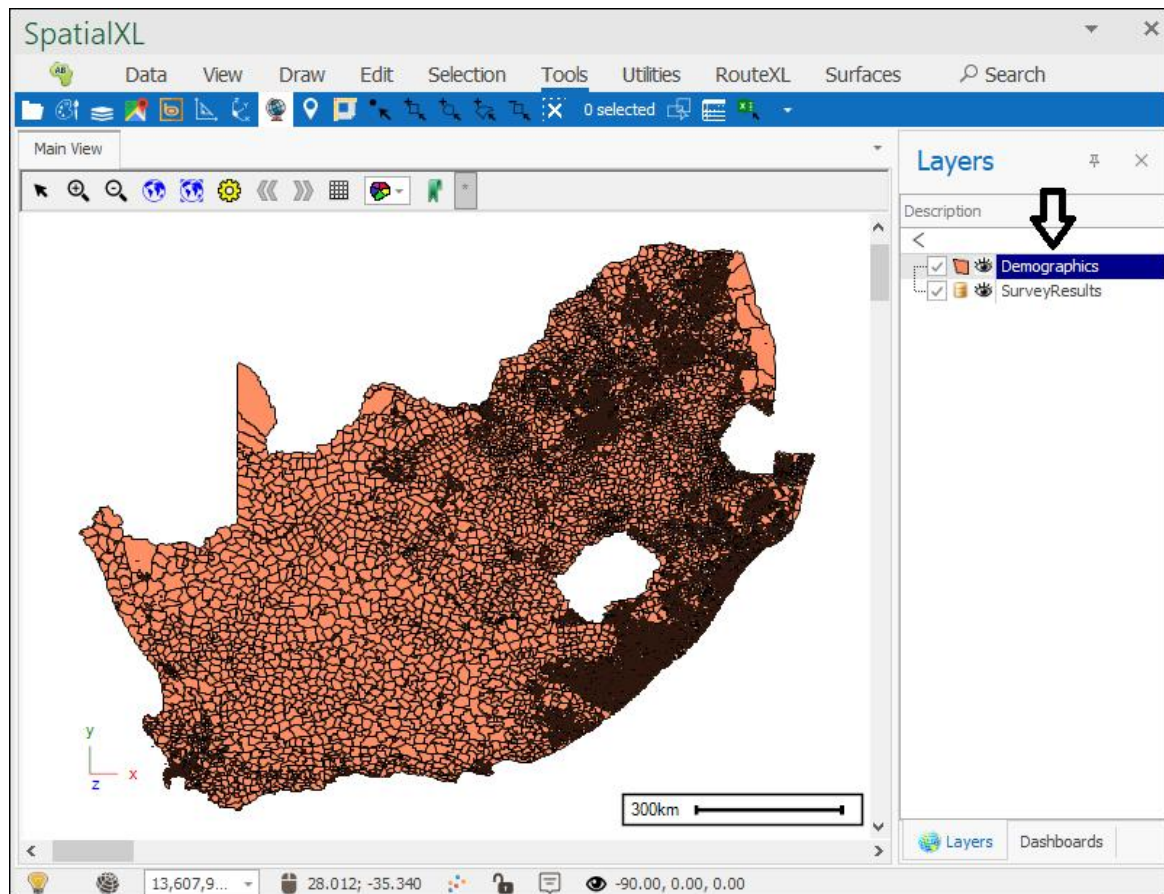 SpatialXL
AB
Data View Draw Edit Selection Tools Utilities RouteXL Surfaces Search
0 selected
Main View
Layers
Description
Demographics
SurveyResults
y
x
z
300km
Layers Dashboards
13,607,9... 28.012; -35.340 -90.00, 0.00, 0.00